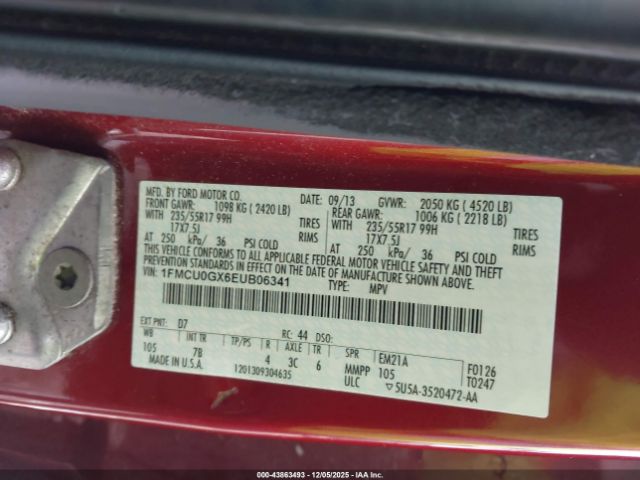 MFD. BY FORD MOTOR CO. DATE: 09/13 GVWR: 2050 KG ( 4520 LB)
FRONT GAWR: 1098 KG ( 2420 LB) REAR GAWR: 1006 KG ( 2218 LB)
WITH 235/55R17 99H TIRES WITH 235/55R17 99H TIRES
17X7.5J RIMS 17X7.5J RIMS
AT 250 kPa/ 36 PSI COLD AT 250 kPa/ 36 PSI COLD
THIS VEHICLE CONFORMS TO ALL APPLICABLE FEDERAL MOTOR VEHICLE SAFETY AND THEFT
PREVENTION STANDARDS IN EFFECT ON THE DATE OF MANUFACTURE SHOWN ABOVE.
VIN: 1FMCU0GX6EUB06341 TYPE: MPV
EXT PNT: D7 RC: 44 DSO:
WB INT TR TP/PS R AXLE TR SPR EM21A F0126
105 7B 4 3C 6 MMPP 105 T0247
MADE IN U.S.A. 1201309304635 ULC 5U5A-3520472-AA
000-43863493 - 12/05/2025 - IAAI, Inc.